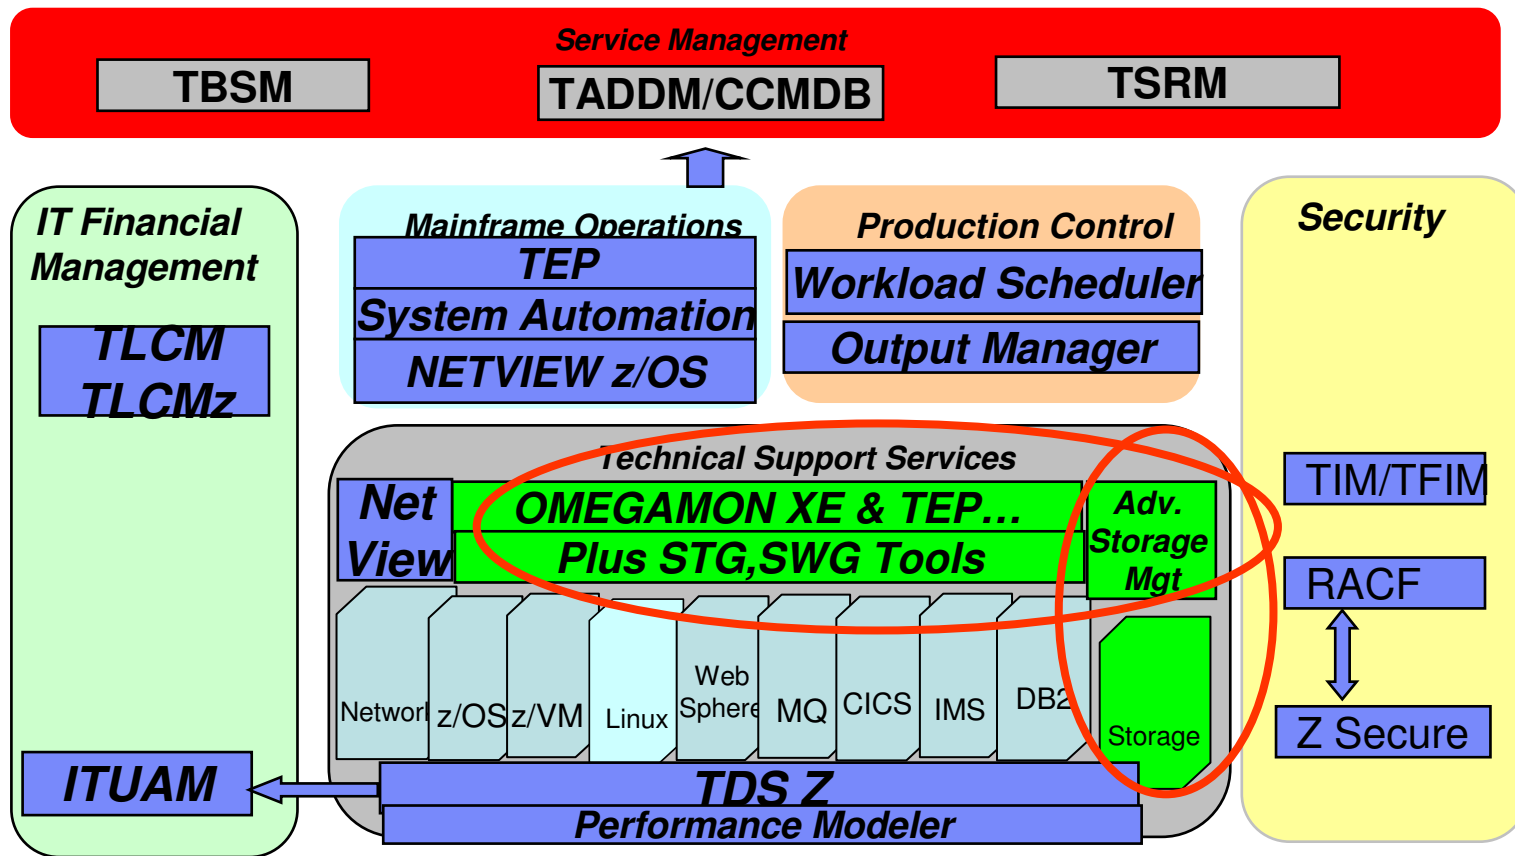 Service Management
TBSM
TADDM/CCMDB
TSRM
IT Financial
Management
TLCM
TLCMz
ITUAM
Mainframe Operations
TEP
System Automation
NETVIEW z/OS
Production Control
Workload Scheduler
Output Manager
Security
TIM/TFIM
RACF
Z Secure
Technical Support Services
Net
View
OMEGAMON XE & TEP…
Plus STG,SWG Tools
Adv.
Storage
Mgt
Network
z/OS
z/VM
Linux
Web
Sphere
MQ
CICS
IMS
DB2
Storage
TDS Z
Performance Modeler